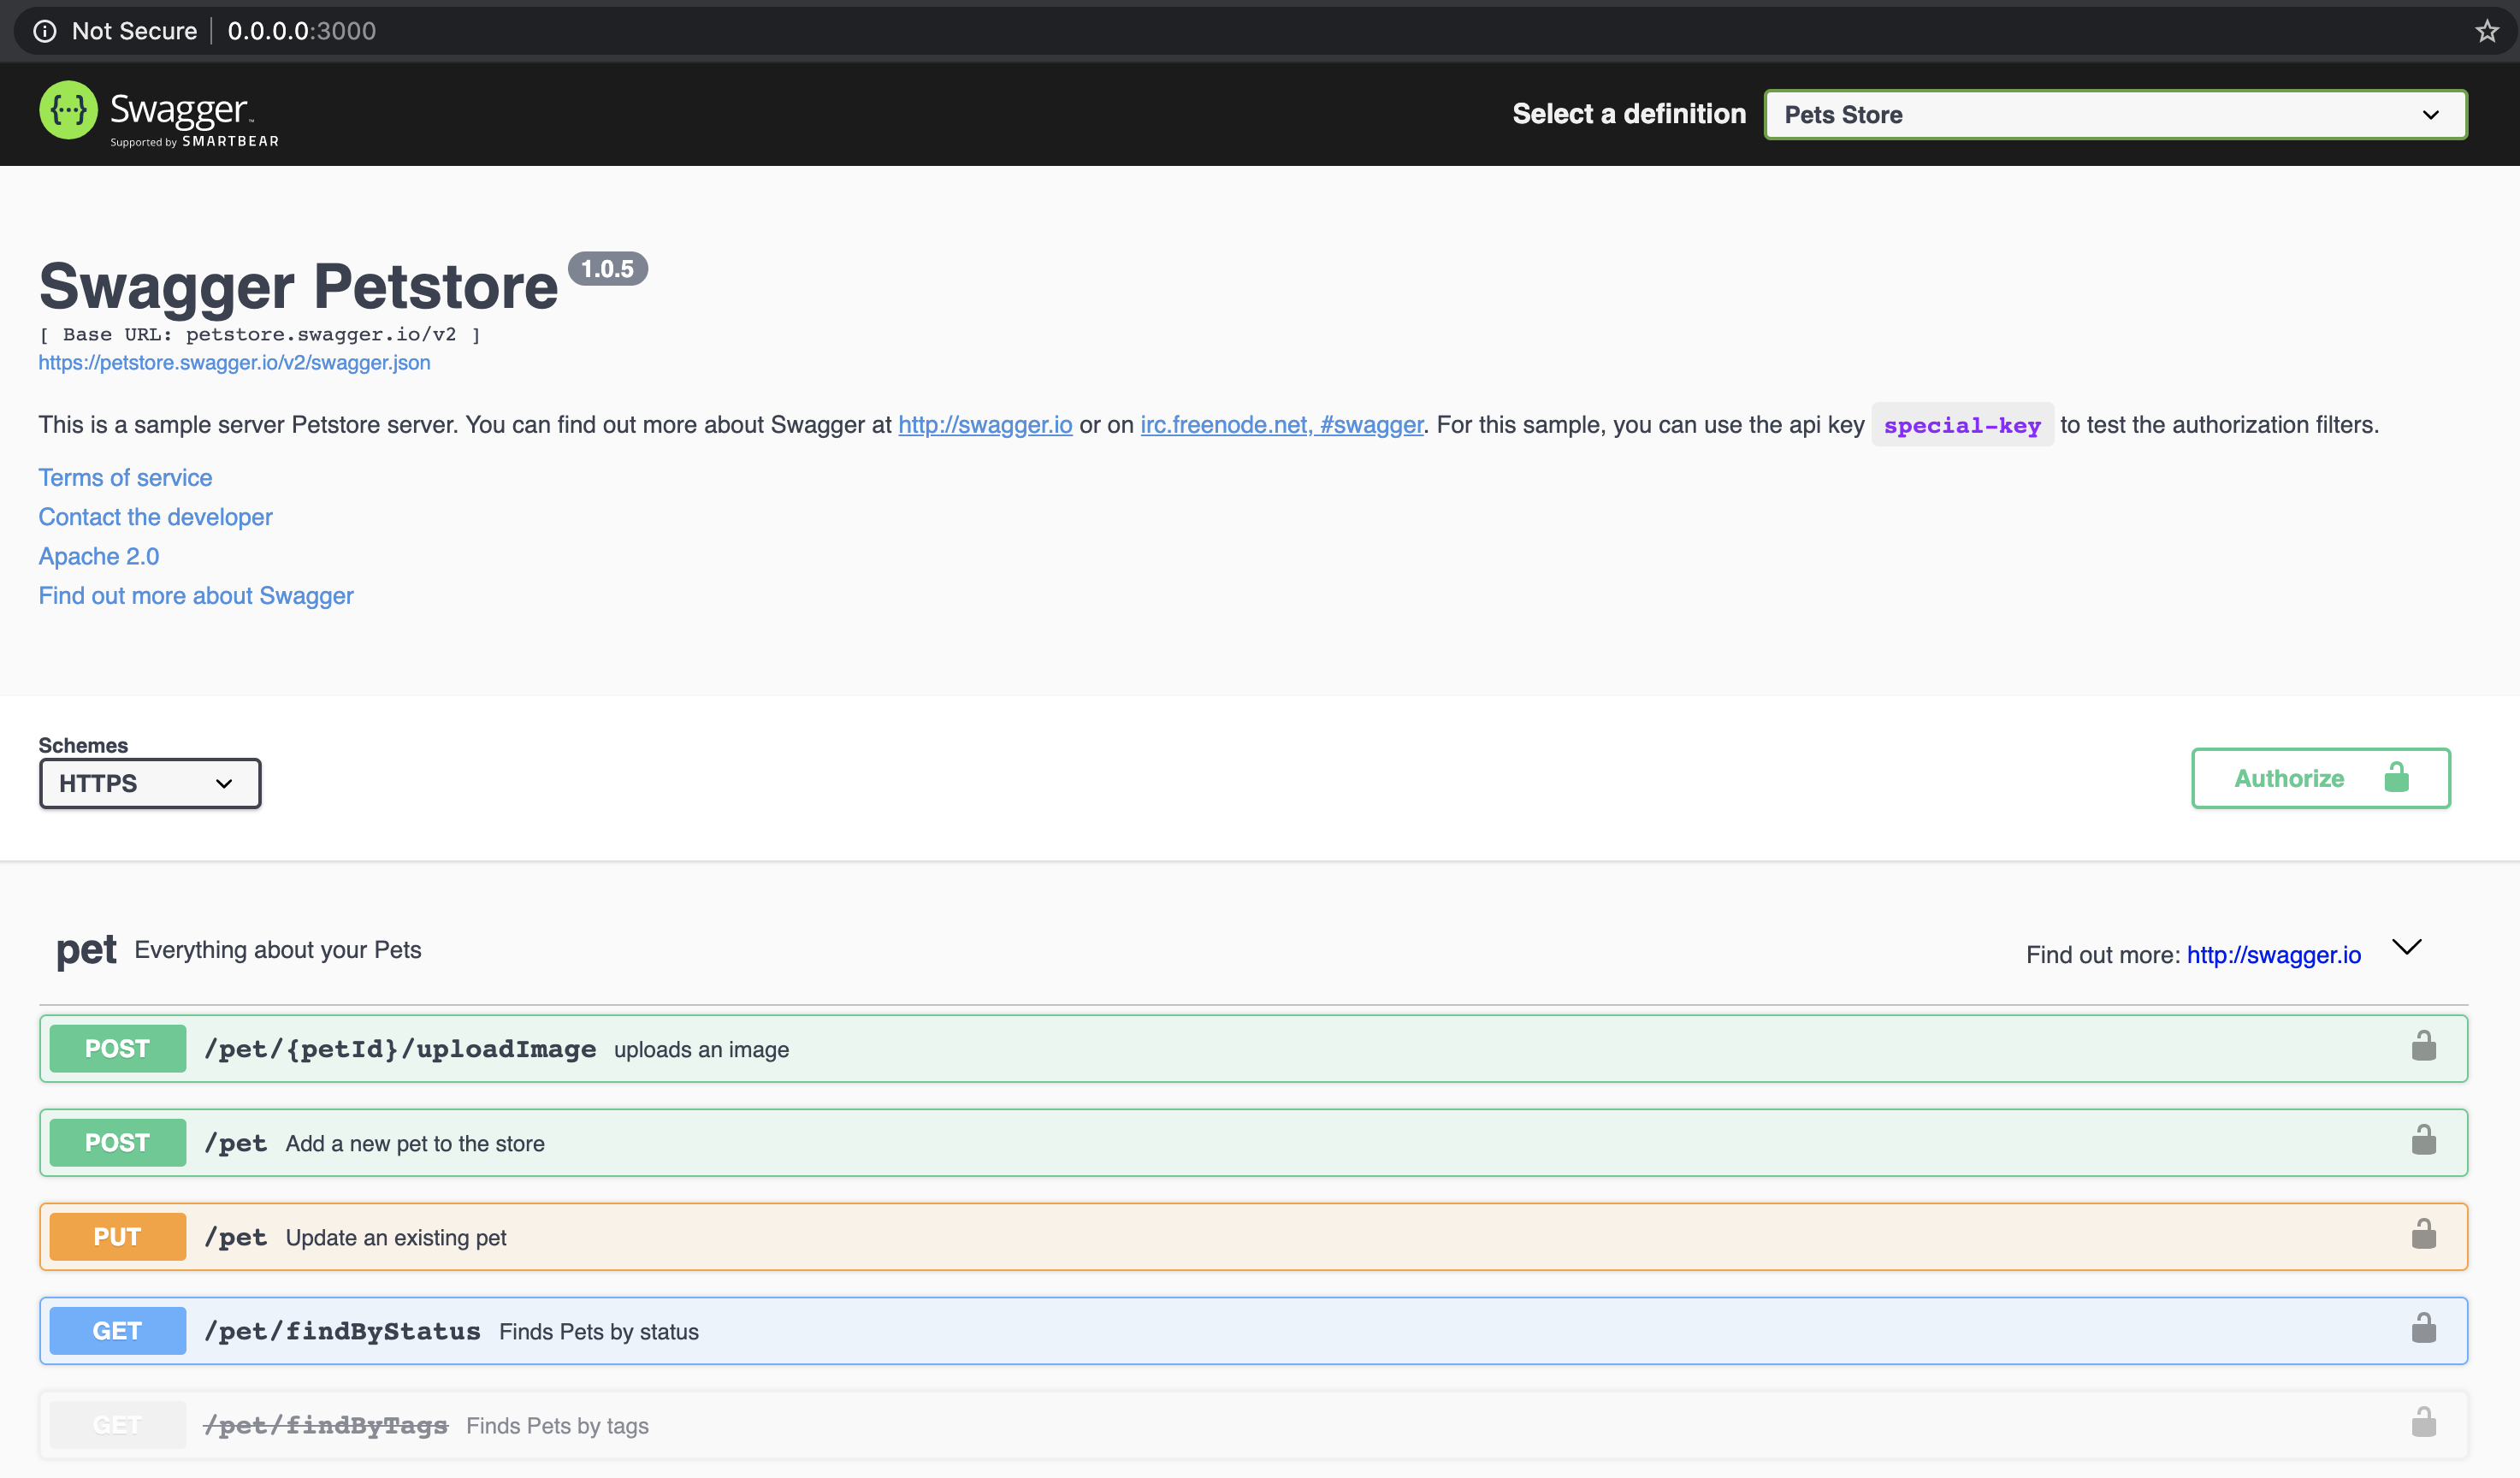 Not Secure 0.0.0.0:3000
{···} Swagger™
Supported by SMARTBEAR
Select a definition Pets Store
Swagger Petstore 1.0.5
[ Base URL: petstore.swagger.io/v2 ]
https://petstore.swagger.io/v2/swagger.json
This is a sample server Petstore server. You can find out more about Swagger at http://swagger.io or on irc.freenode.net, #swagger. For this sample, you can use the api key special-key to test the authorization filters.
Terms of service
Contact the developer
Apache 2.0
Find out more about Swagger
Schemes
HTTPS
Authorize
pet Everything about your Pets
Find out more: http://swagger.io
POST /pet/{petId}/uploadImage uploads an image
POST /pet Add a new pet to the store
PUT /pet Update an existing pet
GET /pet/findByStatus Finds Pets by status
GET /pet/findByTags Finds Pets by tags